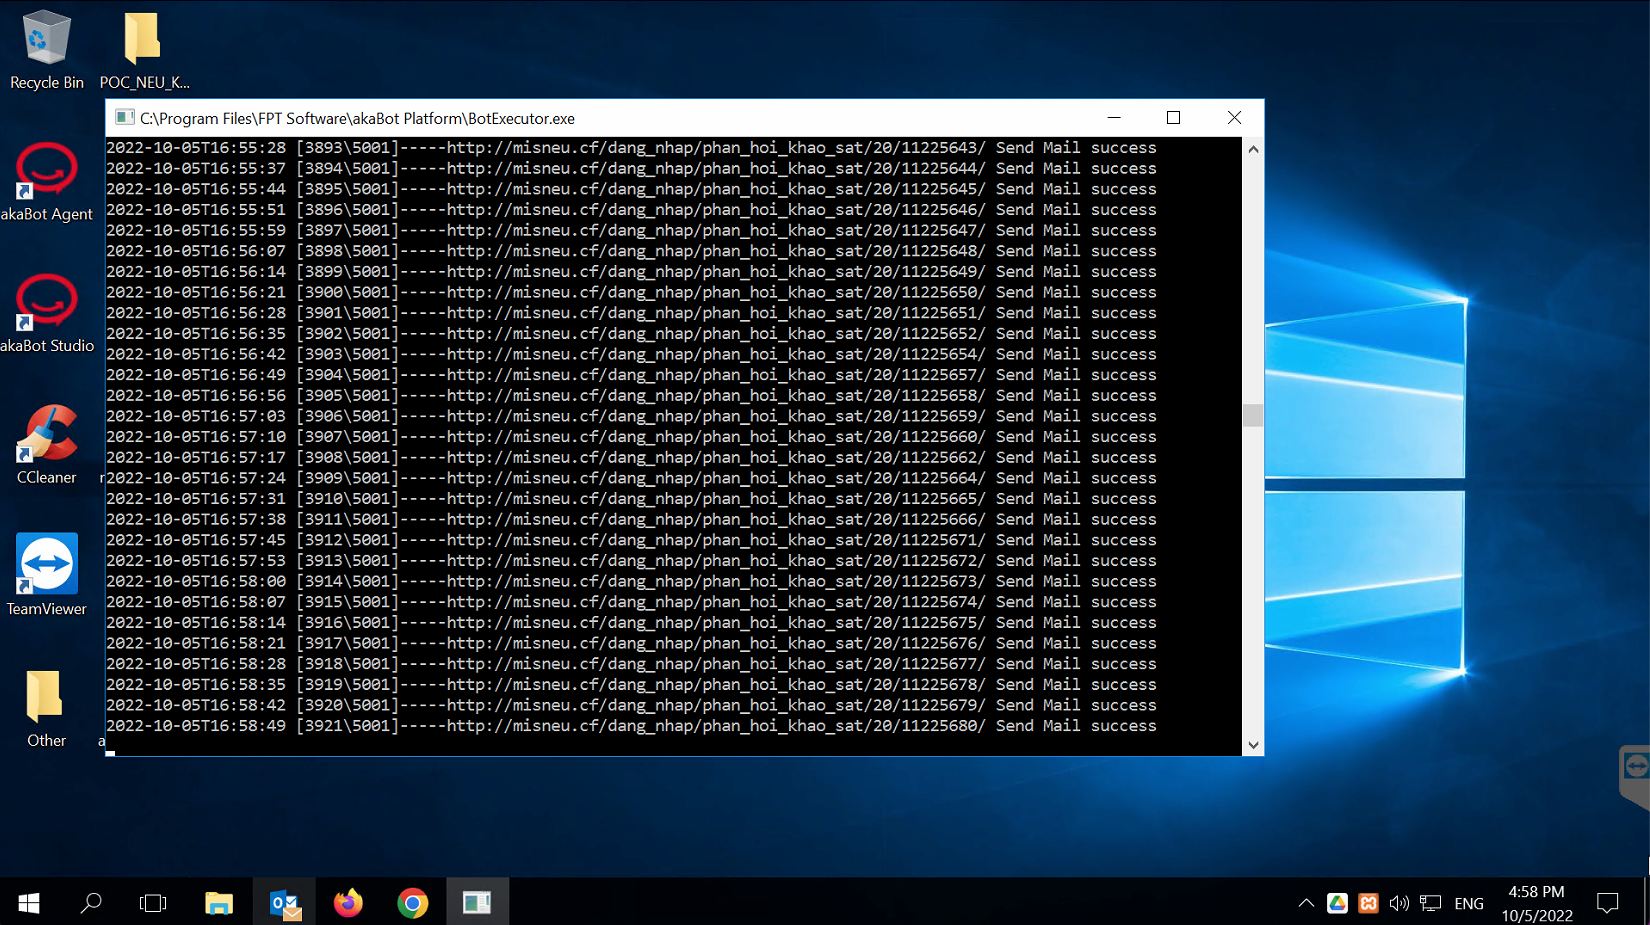 Recycle Bin
POC_NEU_K...
akaBot Agent
akaBot Studio
CCleaner
TeamViewer
Other
C:\Program Files\FPT Software\akaBot Platform\BotExecutor.exe
2022-10-05T16:55:28 [3893\5001]-----http://misneu.cf/dang_nhap/phan_hoi_khao_sat/20/11225643/ Send Mail success
2022-10-05T16:55:37 [3894\5001]-----http://misneu.cf/dang_nhap/phan_hoi_khao_sat/20/11225644/ Send Mail success
2022-10-05T16:55:44 [3895\5001]-----http://misneu.cf/dang_nhap/phan_hoi_khao_sat/20/11225645/ Send Mail success
2022-10-05T16:55:51 [3896\5001]-----http://misneu.cf/dang_nhap/phan_hoi_khao_sat/20/11225646/ Send Mail success
2022-10-05T16:55:59 [3897\5001]-----http://misneu.cf/dang_nhap/phan_hoi_khao_sat/20/11225647/ Send Mail success
2022-10-05T16:56:07 [3898\5001]-----http://misneu.cf/dang_nhap/phan_hoi_khao_sat/20/11225648/ Send Mail success
2022-10-05T16:56:14 [3899\5001]-----http://misneu.cf/dang_nhap/phan_hoi_khao_sat/20/11225649/ Send Mail success
2022-10-05T16:56:21 [3900\5001]-----http://misneu.cf/dang_nhap/phan_hoi_khao_sat/20/11225650/ Send Mail success
2022-10-05T16:56:28 [3901\5001]-----http://misneu.cf/dang_nhap/phan_hoi_khao_sat/20/11225651/ Send Mail success
2022-10-05T16:56:35 [3902\5001]-----http://misneu.cf/dang_nhap/phan_hoi_khao_sat/20/11225652/ Send Mail success
2022-10-05T16:56:42 [3903\5001]-----http://misneu.cf/dang_nhap/phan_hoi_khao_sat/20/11225654/ Send Mail success
2022-10-05T16:56:49 [3904\5001]-----http://misneu.cf/dang_nhap/phan_hoi_khao_sat/20/11225657/ Send Mail success
2022-10-05T16:56:56 [3905\5001]-----http://misneu.cf/dang_nhap/phan_hoi_khao_sat/20/11225658/ Send Mail success
2022-10-05T16:57:03 [3906\5001]-----http://misneu.cf/dang_nhap/phan_hoi_khao_sat/20/11225659/ Send Mail success
2022-10-05T16:57:10 [3907\5001]-----http://misneu.cf/dang_nhap/phan_hoi_khao_sat/20/11225660/ Send Mail success
2022-10-05T16:57:17 [3908\5001]-----http://misneu.cf/dang_nhap/phan_hoi_khao_sat/20/11225662/ Send Mail success
2022-10-05T16:57:24 [3909\5001]-----http://misneu.cf/dang_nhap/phan_hoi_khao_sat/20/11225664/ Send Mail success
2022-10-05T16:57:31 [3910\5001]-----http://misneu.cf/dang_nhap/phan_hoi_khao_sat/20/11225665/ Send Mail success
2022-10-05T16:57:38 [3911\5001]-----http://misneu.cf/dang_nhap/phan_hoi_khao_sat/20/11225666/ Send Mail success
2022-10-05T16:57:45 [3912\5001]-----http://misneu.cf/dang_nhap/phan_hoi_khao_sat/20/11225671/ Send Mail success
2022-10-05T16:57:53 [3913\5001]-----http://misneu.cf/dang_nhap/phan_hoi_khao_sat/20/11225672/ Send Mail success
2022-10-05T16:58:00 [3914\5001]-----http://misneu.cf/dang_nhap/phan_hoi_khao_sat/20/11225673/ Send Mail success
2022-10-05T16:58:07 [3915\5001]-----http://misneu.cf/dang_nhap/phan_hoi_khao_sat/20/11225674/ Send Mail success
2022-10-05T16:58:14 [3916\5001]-----http://misneu.cf/dang_nhap/phan_hoi_khao_sat/20/11225675/ Send Mail success
2022-10-05T16:58:21 [3917\5001]-----http://misneu.cf/dang_nhap/phan_hoi_khao_sat/20/11225676/ Send Mail success
2022-10-05T16:58:28 [3918\5001]-----http://misneu.cf/dang_nhap/phan_hoi_khao_sat/20/11225677/ Send Mail success
2022-10-05T16:58:35 [3919\5001]-----http://misneu.cf/dang_nhap/phan_hoi_khao_sat/20/11225678/ Send Mail success
2022-10-05T16:58:42 [3920\5001]-----http://misneu.cf/dang_nhap/phan_hoi_khao_sat/20/11225679/ Send Mail success
2022-10-05T16:58:49 [3921\5001]-----http://misneu.cf/dang_nhap/phan_hoi_khao_sat/20/11225680/ Send Mail success
ENG
4:58 PM
10/5/2022